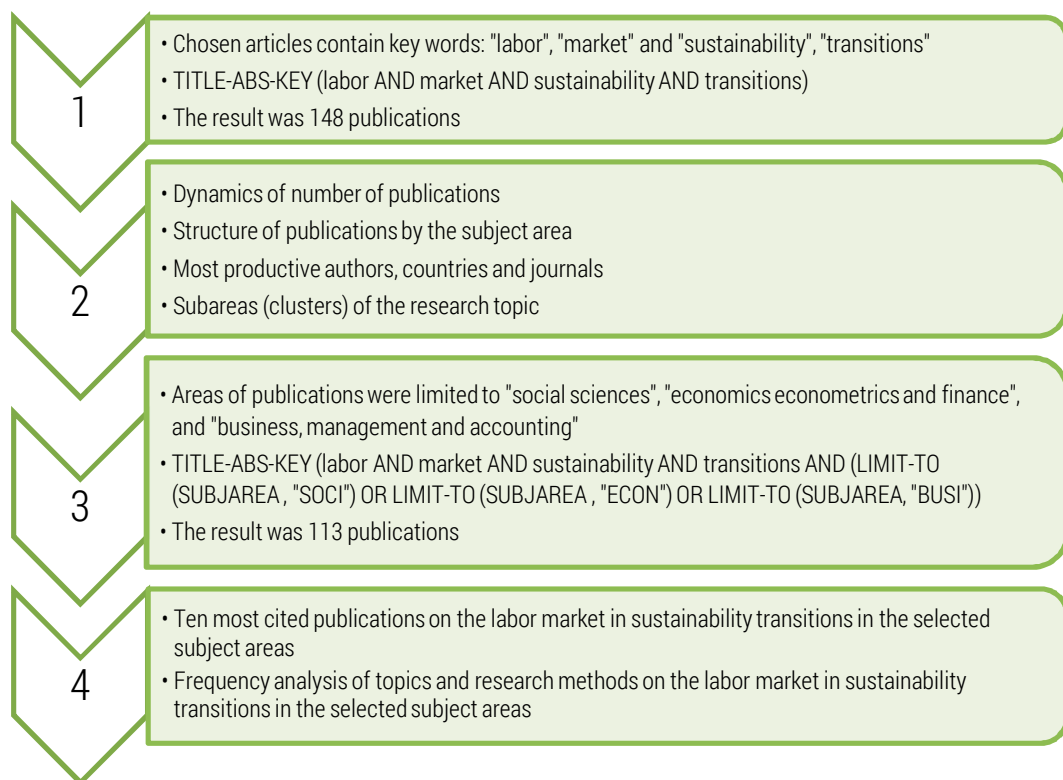 1
• Chosen articles contain key words: "labor", "market" and "sustainability", "transitions"
• TITLE-ABS-KEY (labor AND market AND sustainability AND transitions)
• The result was 148 publications
2
• Dynamics of number of publications
• Structure of publications by the subject area
• Most productive authors, countries and journals
• Subareas (clusters) of the research topic
3
• Areas of publications were limited to "social sciences", "economics econometrics and finance",
and "business, management and accounting"
• TITLE-ABS-KEY (labor AND market AND sustainability AND transitions AND (LIMIT-TO
(SUBJAREA , "SOCI") OR LIMIT-TO (SUBJAREA , "ECON") OR LIMIT-TO (SUBJAREA, "BUSI"))
• The result was 113 publications
4
• Ten most cited publications on the labor market in sustainability transitions in the selected
subject areas
• Frequency analysis of topics and research methods on the labor market in sustainability
transitions in the selected subject areas